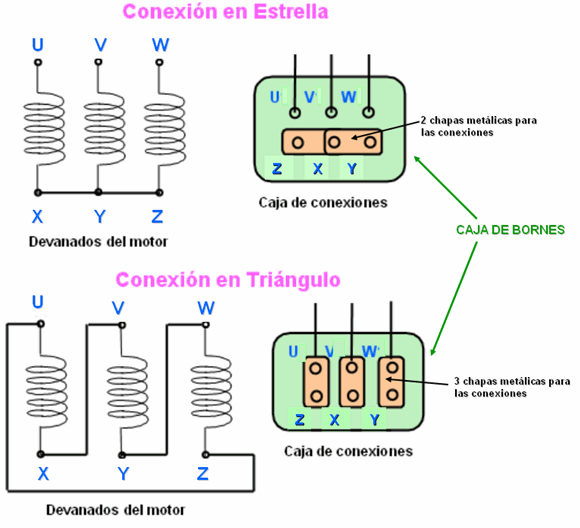 Conexión en Estrella
U V W
U V W
2 chapas metálicas para
las conexiones
Z X Y
X Y Z
Caja de conexiones
Devanados del motor
CAJA DE BORNES
Conexión en Triángulo
U V W
U V W
3 chapas metálicas para
las conexiones
Z X Y
Caja de conexiones
X Y Z
Devanados del motor